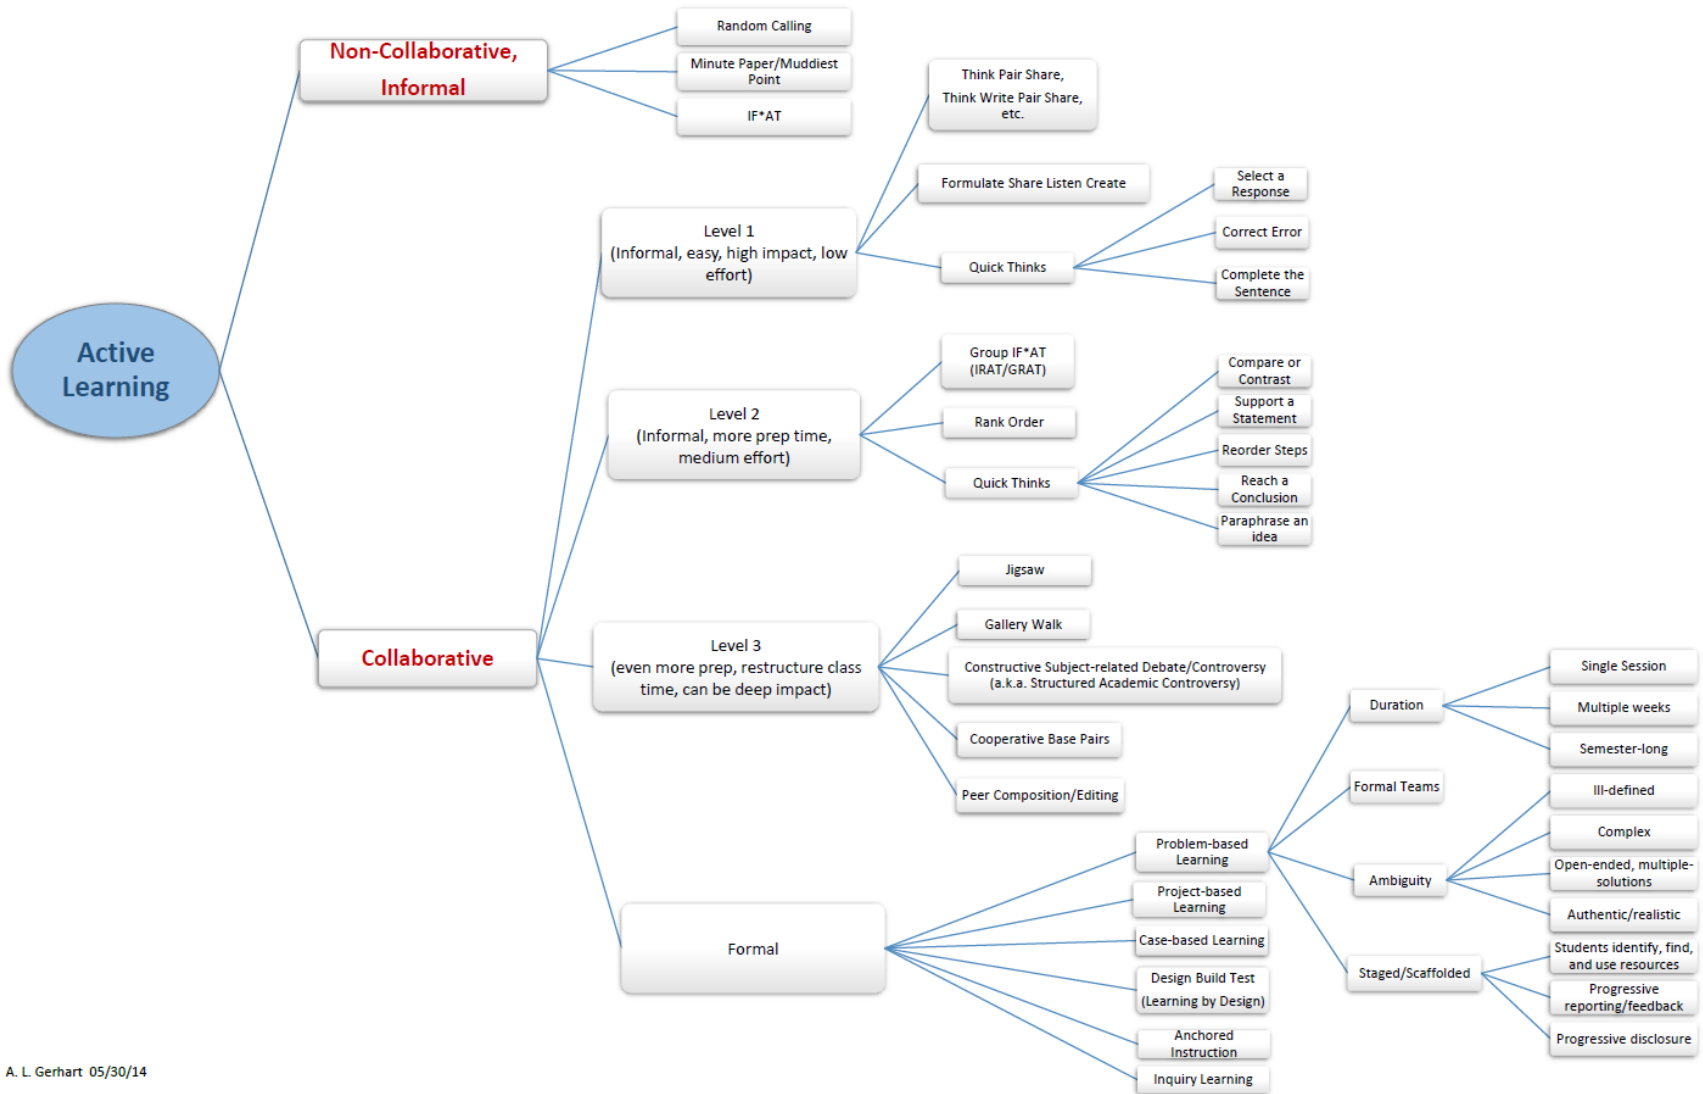 Active
Learning
Non-Collaborative,
Informal
Random Calling
Minute Paper/Muddiest
Point
IF*AT
Collaborative
Level 1
(Informal, easy, high impact, low
effort)
Think Pair Share,
Think Write Pair Share,
etc.
Formulate Share Listen Create
Quick Thinks
Select a
Response
Correct Error
Complete the
Sentence
Level 2
(Informal, more prep time,
medium effort)
Group IF*AT
(IRAT/GRAT)
Rank Order
Quick Thinks
Compare or
Contrast
Support a
Statement
Reorder Steps
Reach a
Conclusion
Paraphrase an
idea
Level 3
(even more prep, restructure class
time, can be deep impact)
Jigsaw
Gallery Walk
Constructive Subject-related Debate/Controversy
(a.k.a. Structured Academic Controversy)
Cooperative Base Pairs
Peer Composition/Editing
Formal
Problem-based
Learning
Duration
Single Session
Multiple weeks
Semester-long
Formal Teams
Ambiguity
Ill-defined
Complex
Open-ended, multiple-
solutions
Authentic/realistic
Staged/Scaffolded
Students identify, find,
and use resources
Progressive
reporting/feedback
Progressive disclosure
Project-based
Learning
Case-based Learning
Design Build Test
(Learning by Design)
Anchored
Instruction
Inquiry Learning
A. L. Gerhart 05/30/14